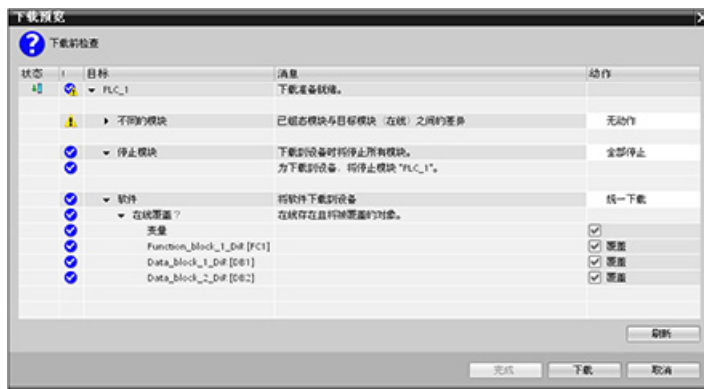 下载预览
下载前检查
状态 ! 目标 消息 动作
PLC_1 下载准备就绪。
不同的模块 已组态模块与目标模块（在线）之间的差异 无动作
停止模块 下载到设备时将停止所有模块。 全部停止
为下载到设备，将停止模块 "PLC_1"。
软件 将软件下载到设备 统一下载
在线覆盖？ 在线存在且将被覆盖的对象。
变量
Function_block_1_Dif [FC1] 覆盖
Data_block_1_Dif [DB1] 覆盖
Data_block_2_Dif [DB2] 覆盖
刷新
完成 下载 取消